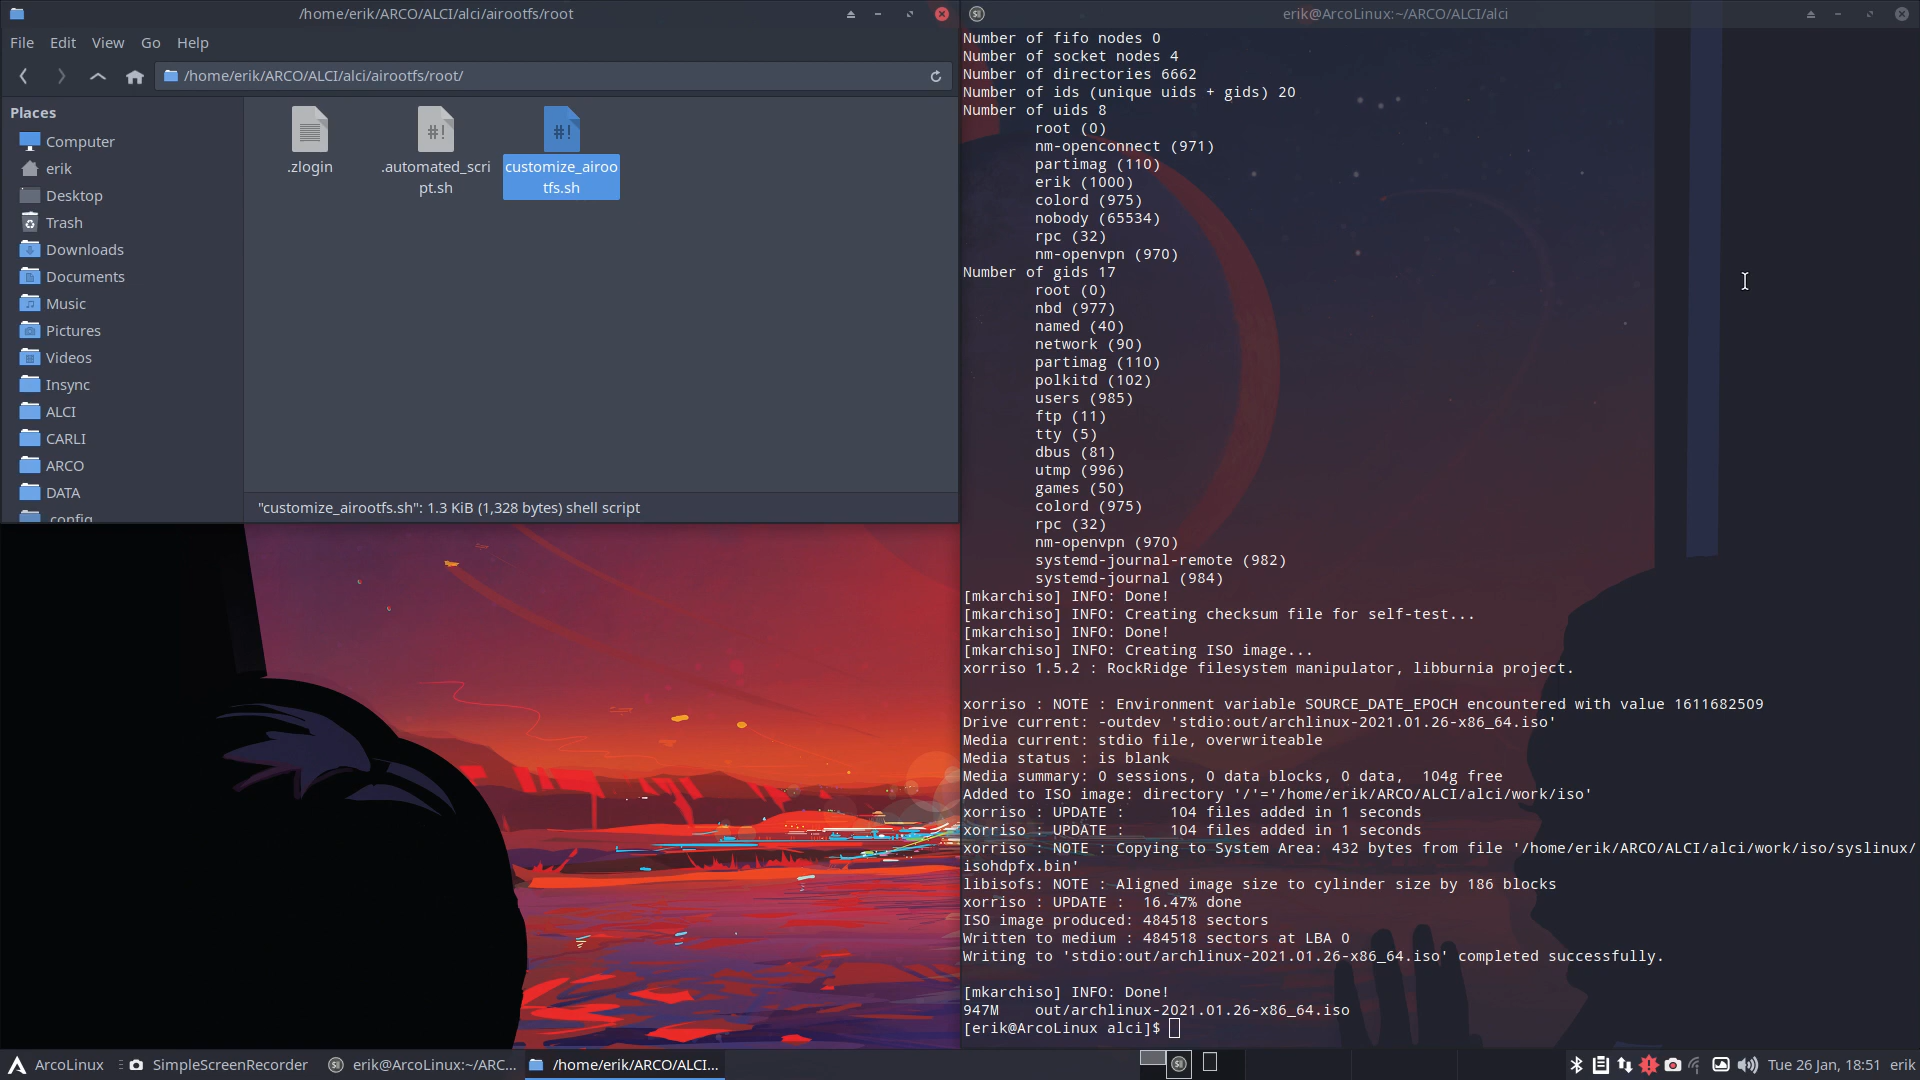 /home/erik/ARCO/ALCI/alci/airootfs/root
File Edit View Go Help
/home/erik/ARCO/ALCI/alci/airootfs/root/
Places
Computer
erik
Desktop
Trash
Downloads
Documents
Music
Pictures
Videos
Insync
ALCI
CARLI
ARCO
DATA
.config
.zlogin
.automated_scri
pt.sh
customize_airoo
tfs.sh
"customize_airootfs.sh": 1.3 KiB (1,328 bytes) shell script
erik@ArcoLinux:~/ARCO/ALCI/alci
Number of fifo nodes 0
Number of socket nodes 4
Number of directories 6662
Number of ids (unique uids + gids) 20
Number of uids 8
root (0)
nm-openconnect (971)
partimag (110)
erik (1000)
colord (975)
nobody (65534)
rpc (32)
nm-openvpn (970)
Number of gids 17
root (0)
nbd (977)
named (40)
network (90)
partimag (110)
polkitd (102)
users (985)
ftp (11)
tty (5)
dbus (81)
utmp (996)
games (50)
colord (975)
rpc (32)
nm-openvpn (970)
systemd-journal-remote (982)
systemd-journal (984)
[mkarchiso] INFO: Done!
[mkarchiso] INFO: Creating checksum file for self-test...
[mkarchiso] INFO: Done!
[mkarchiso] INFO: Creating ISO image...
xorriso 1.5.2 : RockRidge filesystem manipulator, libburnia project.
xorriso : NOTE : Environment variable SOURCE_DATE_EPOCH encountered with value 1611682509
Drive current: -outdev 'stdio:out/archlinux-2021.01.26-x86_64.iso'
Media current: stdio file, overwriteable
Media status : is blank
Media summary: 0 sessions, 0 data blocks, 0 data,  104g free
Added to ISO image: directory '/'='/home/erik/ARCO/ALCI/alci/work/iso'
xorriso : UPDATE :     104 files added in 1 seconds
xorriso : UPDATE :     104 files added in 1 seconds
xorriso : NOTE : Copying to System Area: 432 bytes from file '/home/erik/ARCO/ALCI/alci/work/iso/syslinux/
isohdpfx.bin'
libisofs: NOTE : Aligned image size to cylinder size by 186 blocks
xorriso : UPDATE :  16.47% done
ISO image produced: 484518 sectors
Written to medium : 484518 sectors at LBA 0
Writing to 'stdio:out/archlinux-2021.01.26-x86_64.iso' completed successfully.
[mkarchiso] INFO: Done!
947M    out/archlinux-2021.01.26-x86_64.iso
[erik@ArcoLinux alci]$
ArcoLinux SimpleScreenRecorder erik@ArcoLinux:~/ARC... /home/erik/ARCO/ALCI... Tue 26 Jan, 18:51 erik